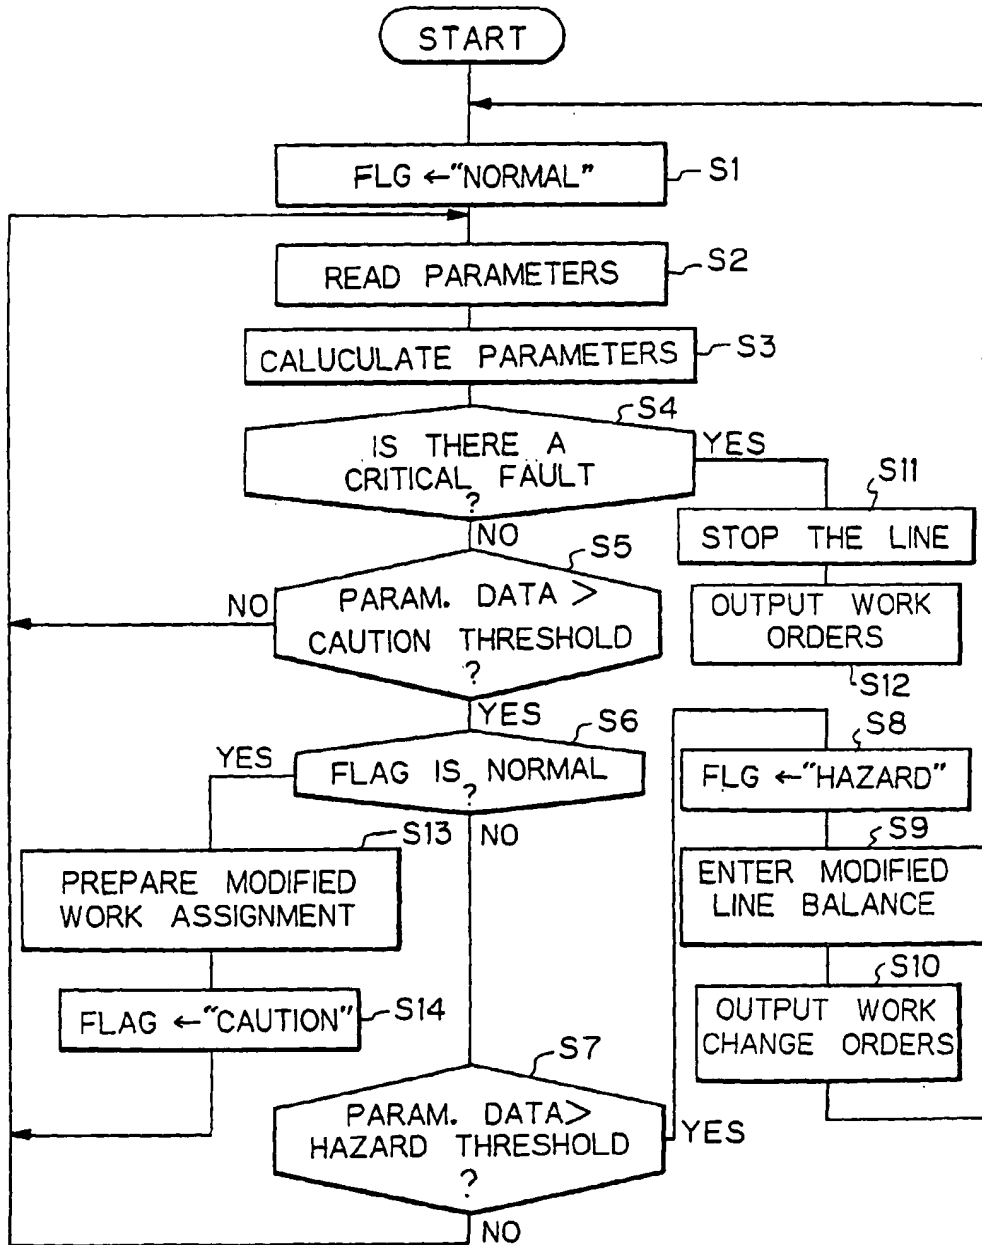 START
FLG ←"NORMAL"
S1
READ PARAMETERS
S2
CALUCULATE PARAMETERS
S3
S4
IS THERE A
CRITICAL FAULT
?
YES
NO
S11
STOP THE LINE
OUTPUT WORK
ORDERS
S12
S5
PARAM. DATA >
CAUTION THRESHOLD
?
NO
YES
S6
FLAG IS NORMAL
?
YES
NO
S13
PREPARE MODIFIED
WORK ASSIGNMENT
FLAG ←"CAUTION"
S14
S7
PARAM. DATA>
HAZARD THRESHOLD
?
YES
NO
S8
FLG ←"HAZARD"
S9
ENTER MODIFIED
LINE BALANCE
S10
OUTPUT WORK
CHANGE ORDERS